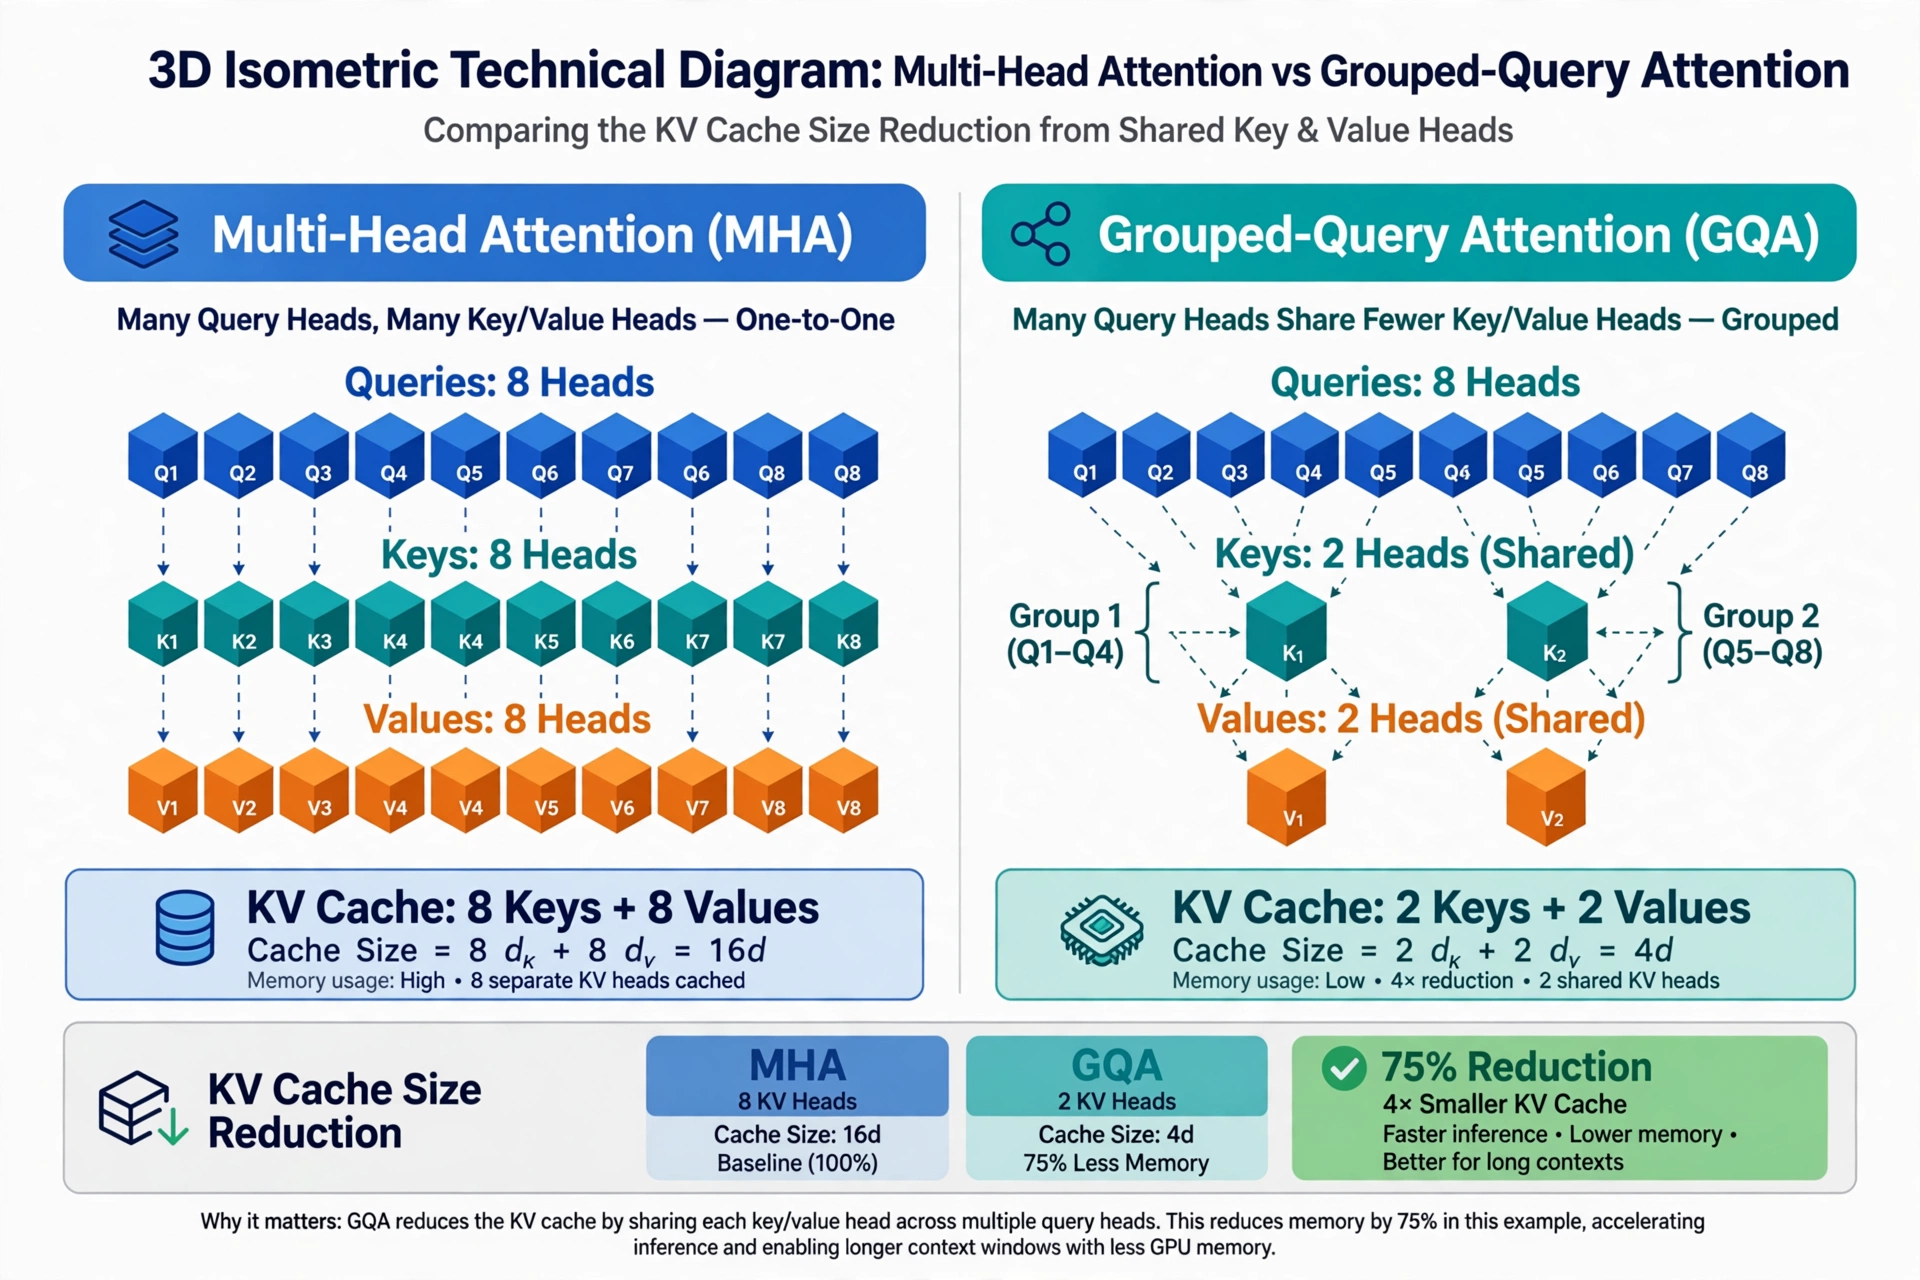 3D Isometric Technical Diagram: Multi-Head Attention vs Grouped-Query Attention
Comparing the KV Cache Size Reduction from Shared Key & Value Heads
Multi-Head Attention (MHA)
Many Query Heads, Many Key/Value Heads — One-to-One
Queries: 8 Heads
Q1 Q2 Q3 Q4 Q5 Q6 Q7 Q6 Q8 Q8
Keys: 8 Heads
K1 K2 K3 K4 K4 K5 K6 K7 K7 K8
Values: 8 Heads
V1 V2 V3 V4 V4 V5 V6 V7 V8 V8
KV Cache: 8 Keys + 8 Values
Cache Size = 8 dₖ + 8 dᵥ = 16d
Memory usage: High • 8 separate KV heads cached
Grouped-Query Attention (GQA)
Many Query Heads Share Fewer Key/Value Heads — Grouped
Queries: 8 Heads
Q1 Q2 Q3 Q4 Q5 Q4 Q5 Q6 Q7 Q8
Keys: 2 Heads (Shared)
Group 1
(Q1–Q4)
K₁ K₂
Group 2
(Q5–Q8)
Values: 2 Heads (Shared)
V₁ V₂
KV Cache: 2 Keys + 2 Values
Cache Size = 2 dₖ + 2 dᵥ = 4d
Memory usage: Low • 4× reduction • 2 shared KV heads
KV Cache Size
Reduction
MHA
8 KV Heads
Cache Size: 16d
Baseline (100%)
GQA
2 KV Heads
Cache Size: 4d
75% Less Memory
75% Reduction
4× Smaller KV Cache
Faster inference • Lower memory •
Better for long contexts
Why it matters: GQA reduces the KV cache by sharing each key/value head across multiple query heads. This reduces memory by 75% in this example, accelerating
inference and enabling longer context windows with less GPU memory.